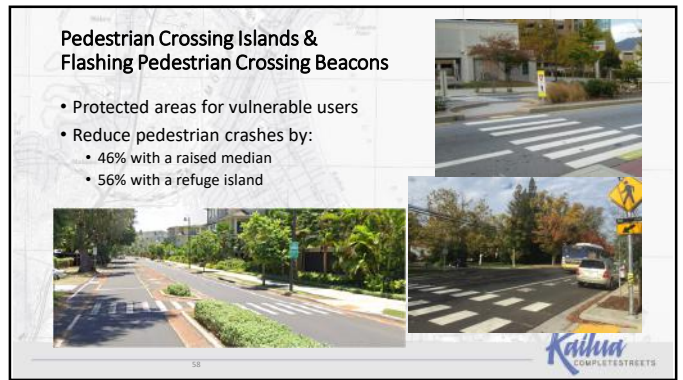 Pedestrian Crossing Islands &
Flashing Pedestrian Crossing Beacons
• Protected areas for vulnerable users
• Reduce pedestrian crashes by:
• 46% with a raised median
• 56% with a refuge island
58
Kailua
COMPLETESTREETS